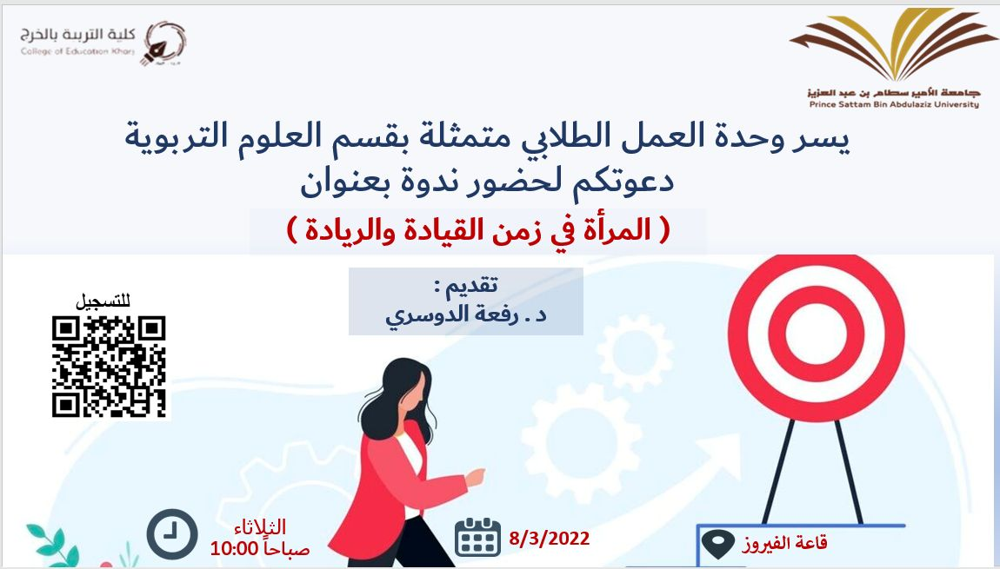 كلية التربية بالخرج
College of Education Kharj
جامعة الأمير سطام بن عبد العزيز
Prince Sattam Bin Abdulaziz University
يسر وحدة العمل الطلابي متمثلة بقسم العلوم التربوية
دعوتكم لحضور ندوة بعنوان
( المرأة في زمن القيادة والريادة )
تقديم :
د . رفعة الدوسري
للتسجيل
قاعة الفيروز
8/3/2022
الثلاثاء
10:00 صباحاً